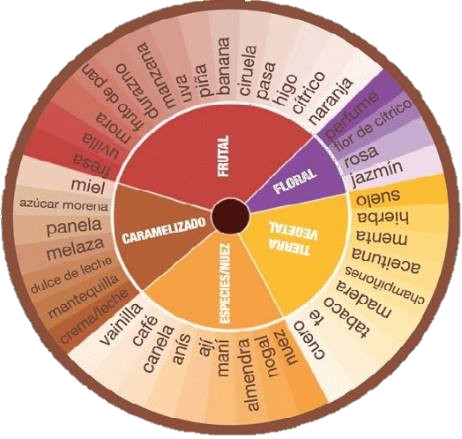 FRUTAL
fresa
uvilla
mora
fruto de pan
durazno
manzana
uva
piña
banana
ciruela
pasa
higo
cítrico
naranja
FLORAL
perfume
flor de cítrico
rosa
jazmín
TIERRA
VEGETAL
suelo
hierba
menta
aceituna
champiñones
madera
tabaco
te
cuero
ESPECIES/NUEZ
nuez
nogal
almendra
maní
ají
anís
canela
café
vainilla
CARAMELIZADO
crema/leche
mantequilla
dulce de leche
melaza
panela
azúcar morena
miel